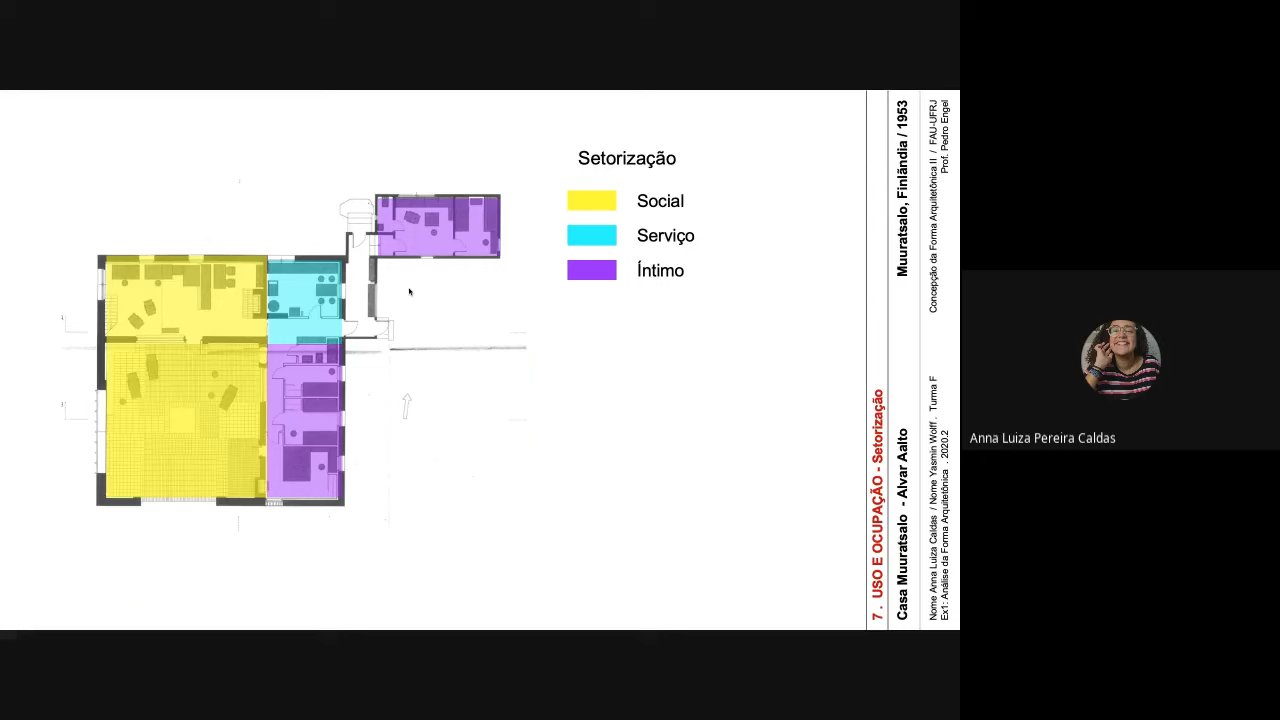 Setorização
Social
Serviço
Íntimo
7 . USO E OCUPAÇÃO - Setorização
Casa Muuratsalo - Alvar Aalto
Muuratsalo, Finlândia / 1953
Nome Anna Luiza Caldas / Nome Yasmin Wolff . Turma F
Ex1: Análise da Forma Arquitetônica . 2020.2
Concepção da Forma Arquitetônica II / FAU-UFRJ
Prof. Pedro Engel
Anna Luiza Pereira Caldas